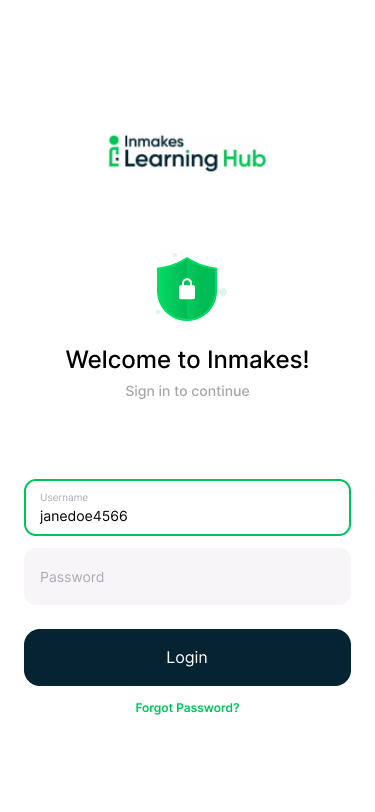 Inmakes
Learning Hub
Welcome to Inmakes!
Sign in to continue
Username
janedoe4566
Password
Login
Forgot Password?